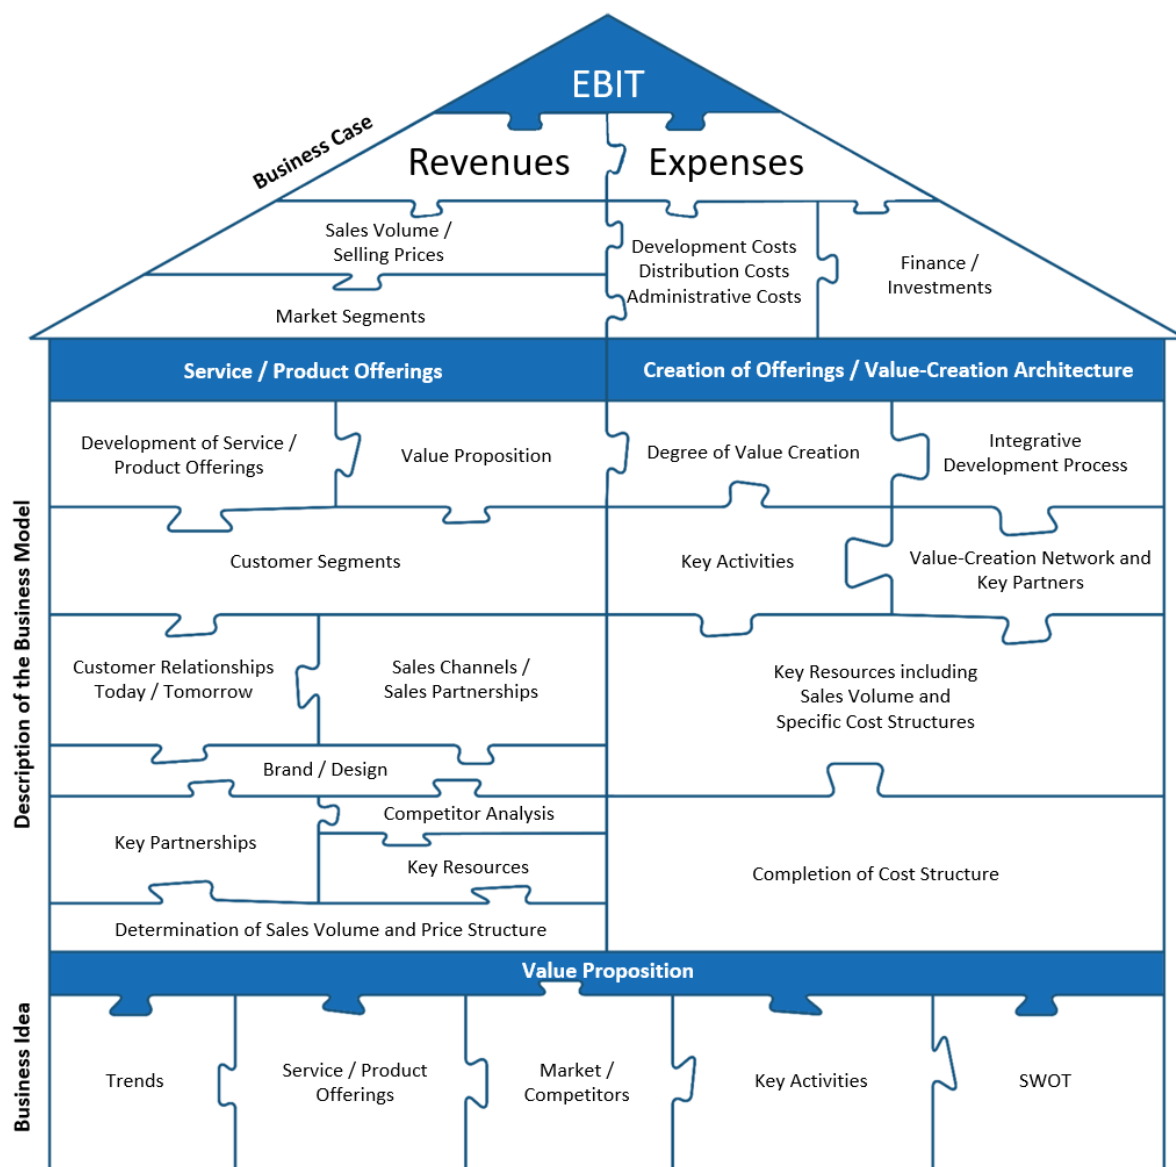 EBIT
Business Case
Revenues
Expenses
Sales Volume /
Selling Prices
Development Costs
Distribution Costs
Administrative Costs
Finance /
Investments
Market Segments
Service / Product Offerings
Creation of Offerings / Value-Creation Architecture
Description of the Business Model
Development of Service /
Product Offerings
Value Proposition
Degree of Value Creation
Integrative
Development Process
Customer Segments
Key Activities
Value-Creation Network and
Key Partners
Customer Relationships
Today / Tomorrow
Sales Channels /
Sales Partnerships
Key Resources including
Sales Volume and
Specific Cost Structures
Brand / Design
Key Partnerships
Competitor Analysis
Key Resources
Completion of Cost Structure
Determination of Sales Volume and Price Structure
Value Proposition
Business Idea
Trends
Service / Product
Offerings
Market /
Competitors
Key Activities
SWOT